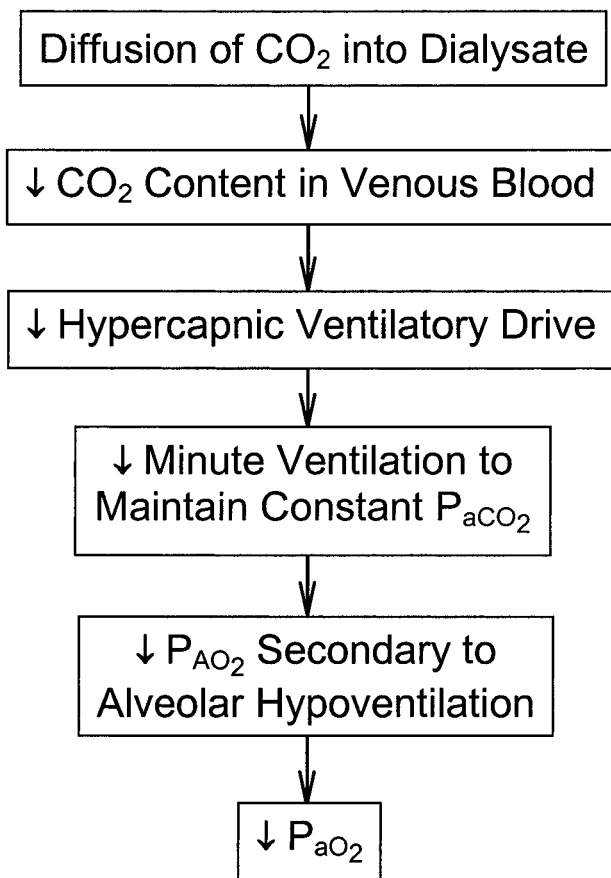 Diffusion of CO₂ into Dialysate
↓ CO₂ Content in Venous Blood
↓ Hypercapnic Ventilatory Drive
↓ Minute Ventilation to
Maintain Constant PaCO₂
↓ PAO₂ Secondary to
Alveolar Hypoventilation
↓ PaO₂